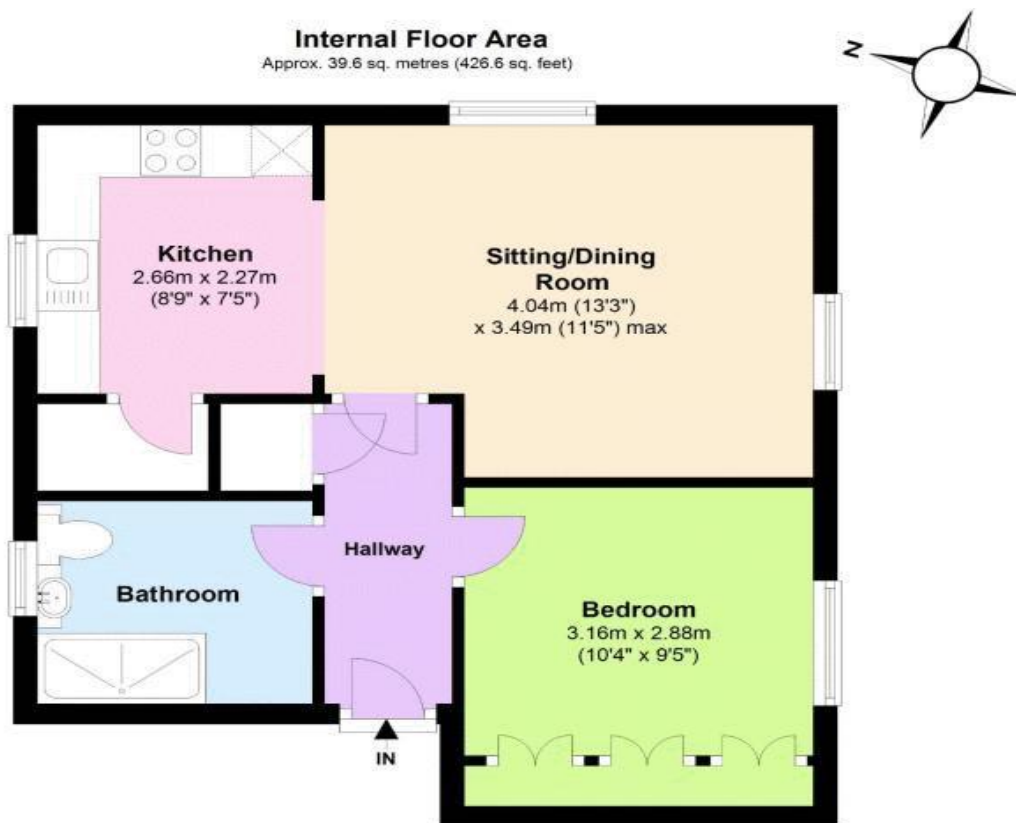 Internal Floor Area
Approx. 39.6 sq. metres (426.6 sq. feet)
N
Kitchen
2.66m x 2.27m
(8'9" x 7'5")
Sitting/Dining
Room
4.04m (13'3")
x 3.49m (11'5") max
Hallway
Bathroom
Bedroom
3.16m x 2.88m
(10'4" x 9'5")
IN